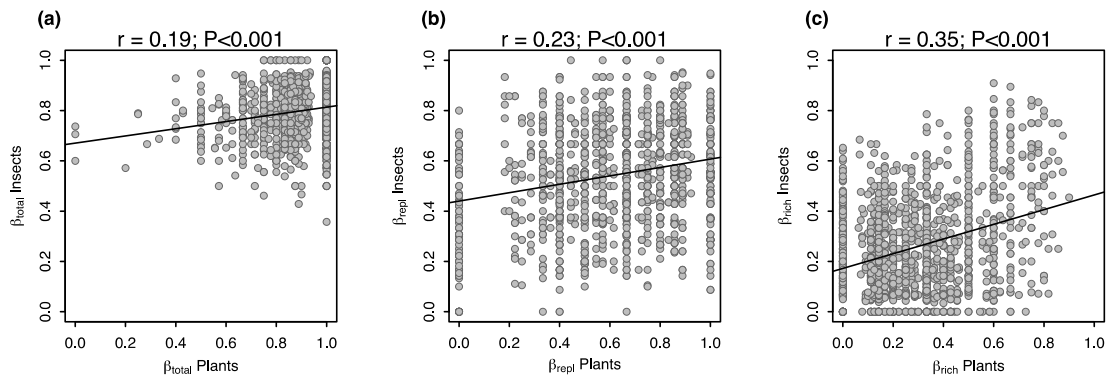 (a)
r = 0.19; P<0.001
βtotal Insects
1.0
0.8
0.6
0.4
0.2
0.0
0.0 0.2 0.4 0.6 0.8 1.0
βtotal Plants
(b)
r = 0.23; P<0.001
βrepl Insects
1.0
0.8
0.6
0.4
0.2
0.0
0.0 0.2 0.4 0.6 0.8 1.0
βrepl Plants
(c)
r = 0.35; P<0.001
βrich Insects
1.0
0.8
0.6
0.4
0.2
0.0
0.0 0.2 0.4 0.6 0.8 1.0
βrich Plants